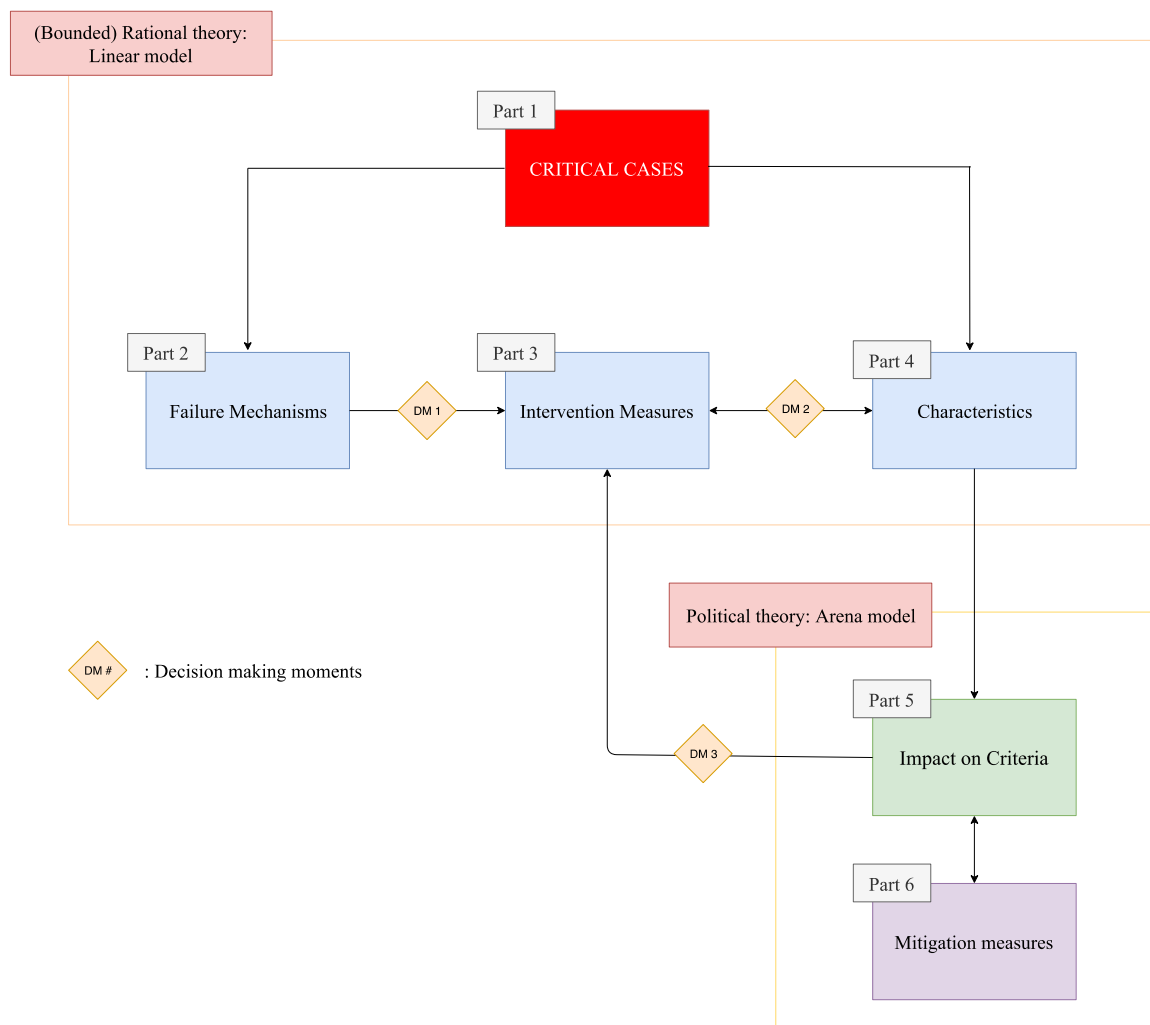 (Bounded) Rational theory:
Linear model
Part 1
CRITICAL CASES
Part 2
Failure Mechanisms
DM 1
Part 3
Intervention Measures
DM 2
Part 4
Characteristics
Political theory: Arena model
DM #
: Decision making moments
Part 5
Impact on Criteria
DM 3
Part 6
Mitigation measures